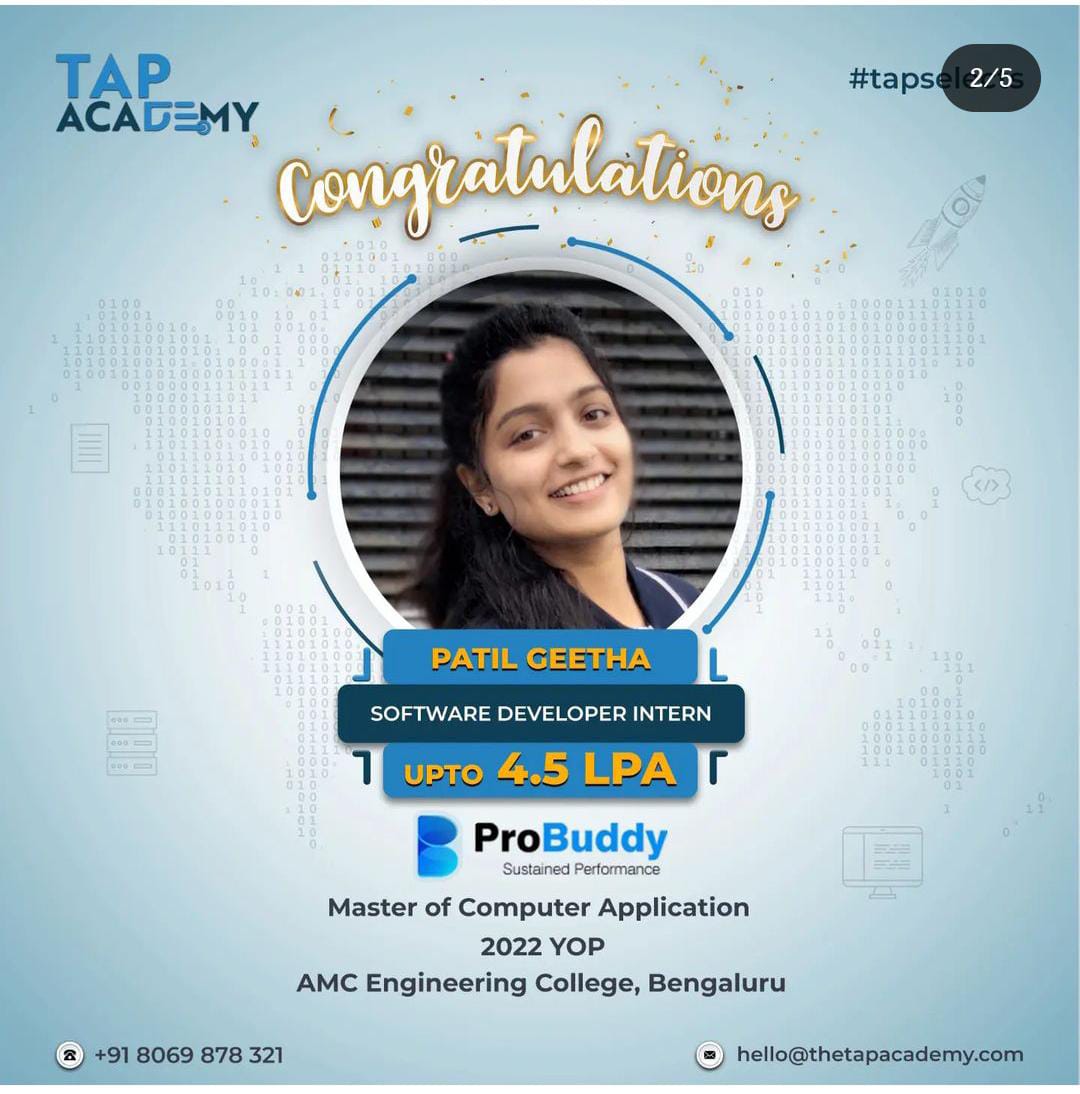 TAP
ACADEMY
2/5
Congratulations
PATIL GEETHA
SOFTWARE DEVELOPER INTERN
UPTO 4.5 LPA
ProBuddy
Sustained Performance
Master of Computer Application
2022 YOP
AMC Engineering College, Bengaluru
+91 8069 878 321
hello@thetapacademy.com